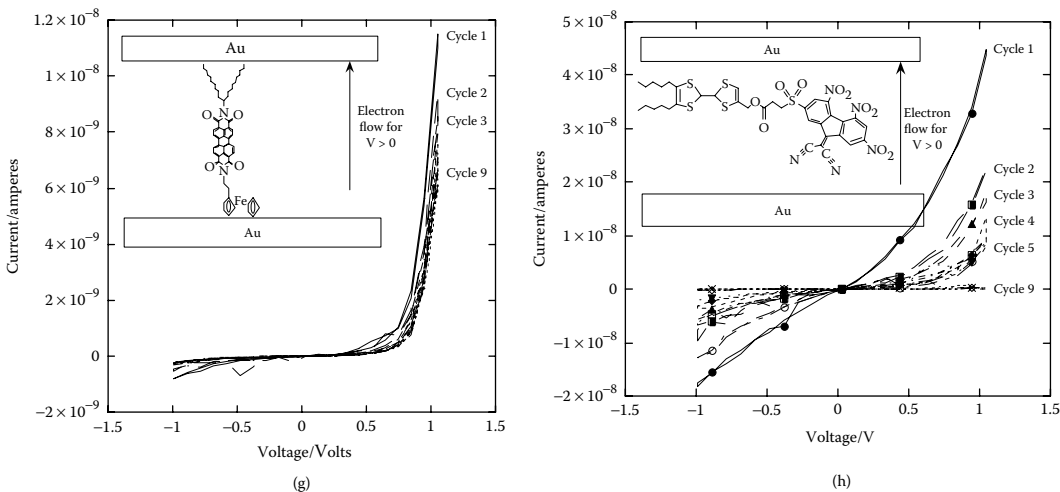 1.2 × 10⁻⁸
1 × 10⁻⁸
8 × 10⁻⁹
6 × 10⁻⁹
4 × 10⁻⁹
2 × 10⁻⁹
0
−2 × 10⁻⁹
Current/amperes
−1.5
−1
−0.5
0
0.5
1
1.5
Voltage/Volts
Au
N
O
O
O
O
N
Fe
Au
Electron
flow for
V > 0
Cycle 1
Cycle 2
Cycle 3
Cycle 9
(g)
5 × 10⁻⁸
4 × 10⁻⁸
3 × 10⁻⁸
2 × 10⁻⁸
1 × 10⁻⁸
0
−1 × 10⁻⁸
−2 × 10⁻⁸
Current/amperes
−1.5
−1
−0.5
0
0.5
1
1.5
Voltage/V
Au
S
S
S
S
O
O
O
O
S
NO₂
NO₂
NO₂
C
C
N
N
Au
Electron
flow for
V > 0
Cycle 1
Cycle 2
Cycle 3
Cycle 4
Cycle 5
Cycle 9
(h)